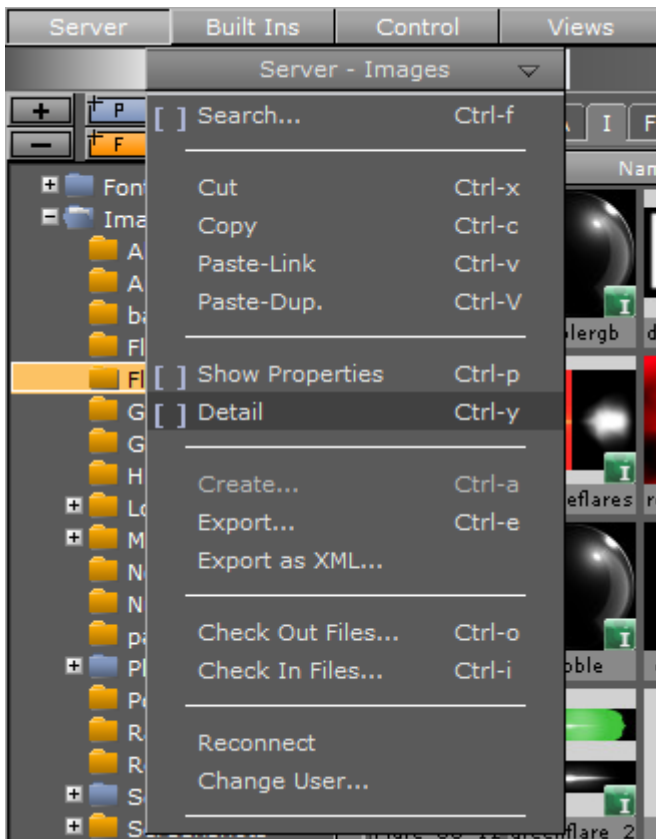 Server Built Ins Control Views
Server - Images
+ P
- F
I F
Search... Ctrl-f
Cut Ctrl-x
Copy Ctrl-c
Paste-Link Ctrl-v
Paste-Dup. Ctrl-V
[ ] Show Properties Ctrl-p
[ ] Detail Ctrl-y
Create... Ctrl-a
Export... Ctrl-e
Export as XML...
Check Out Files... Ctrl-o
Check In Files... Ctrl-i
Reconnect
Change User...